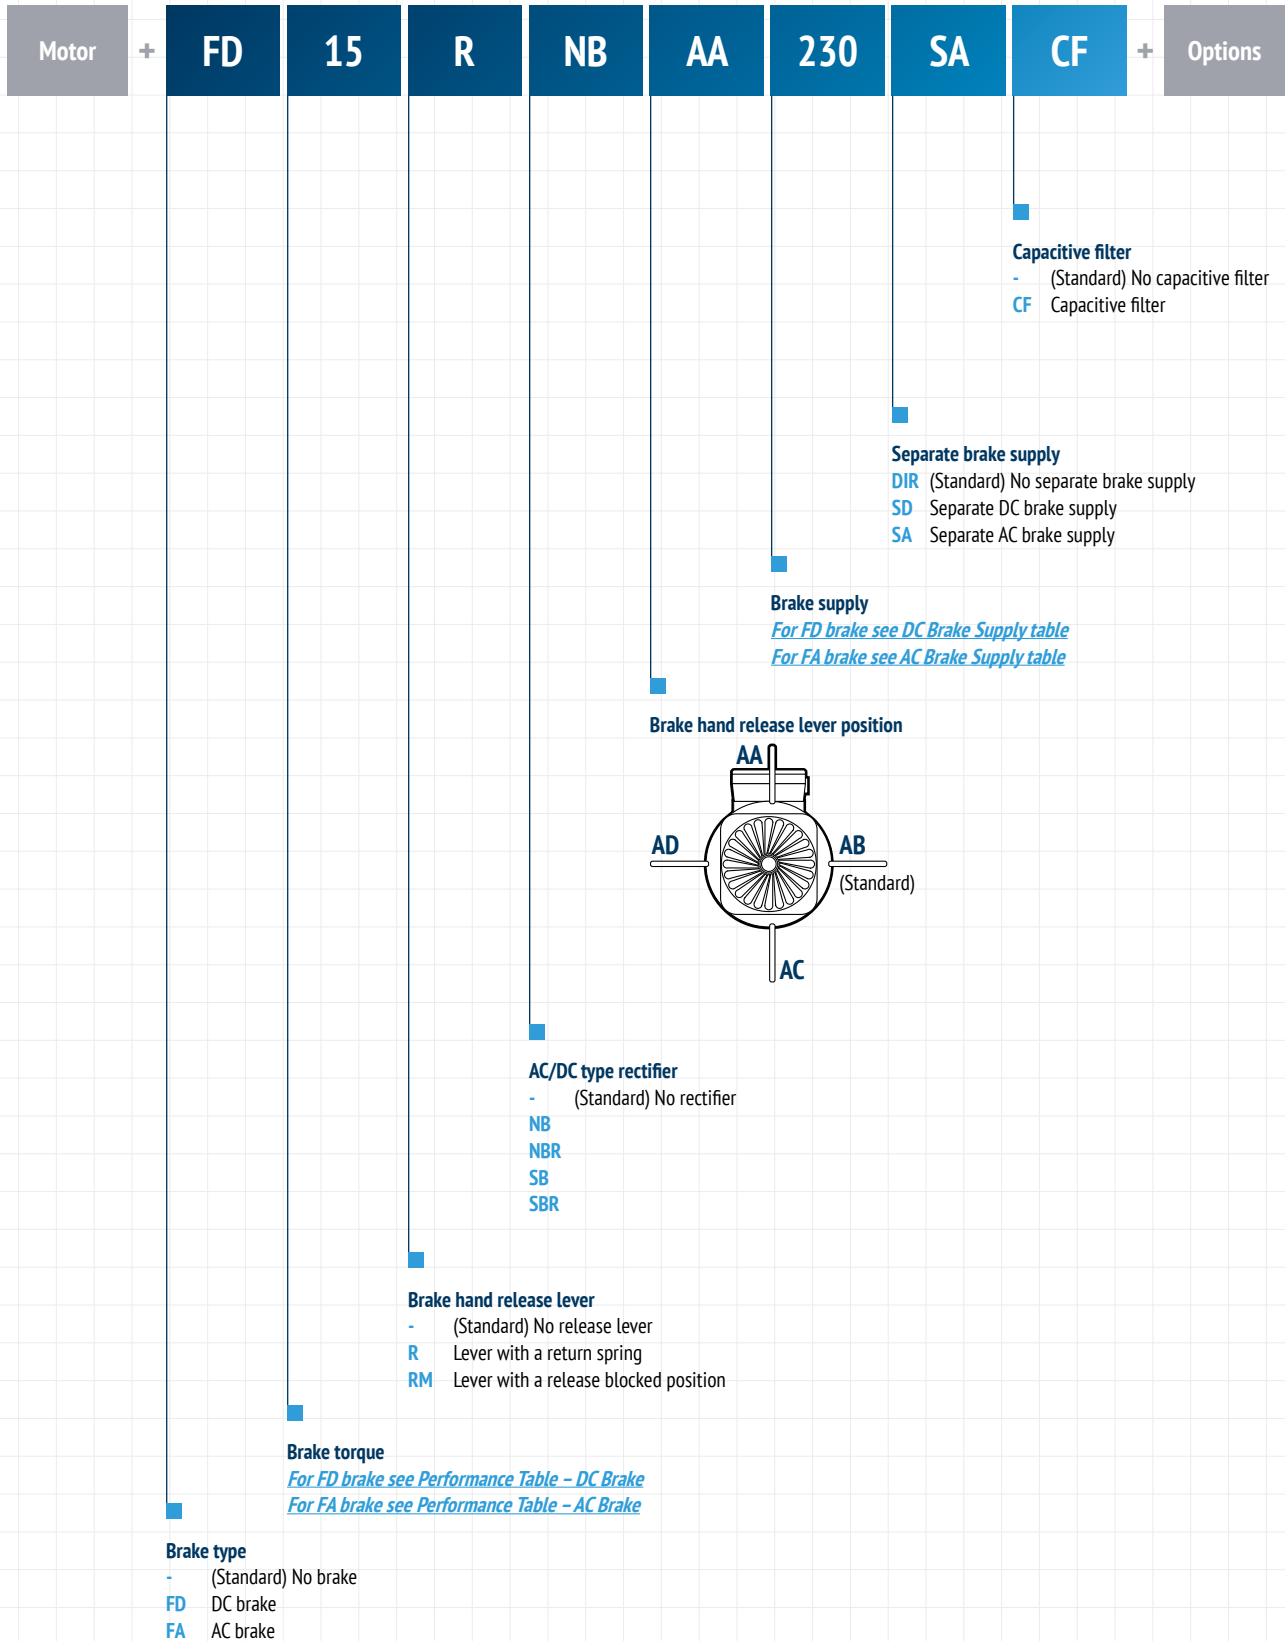 Motor + FD 15 R NB AA 230 SA CF + Options
Capacitive filter
- (Standard) No capacitive filter
CF Capacitive filter
Separate brake supply
DIR (Standard) No separate brake supply
SD Separate DC brake supply
SA Separate AC brake supply
Brake supply
For FD brake see DC Brake Supply table
For FA brake see AC Brake Supply table
Brake hand release lever position
AA
AD
AB
(Standard)
AC
AC/DC type rectifier
- (Standard) No rectifier
NB
NBR
SB
SBR
Brake hand release lever
- (Standard) No release lever
R Lever with a return spring
RM Lever with a release blocked position
Brake torque
For FD brake see Performance Table – DC Brake
For FA brake see Performance Table – AC Brake
Brake type
- (Standard) No brake
FD DC brake
FA AC brake